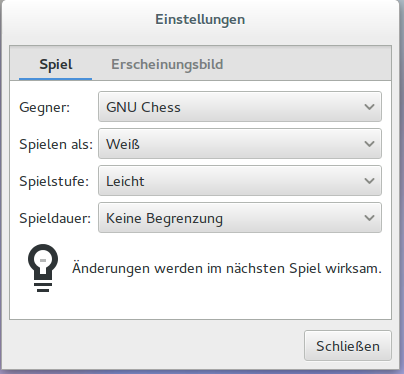 Einstellungen
Spiel Erscheinungsbild
Gegner: GNU Chess
Spielen als: Weiß
Spielstufe: Leicht
Spieldauer: Keine Begrenzung
Änderungen werden im nächsten Spiel wirksam.
Schließen